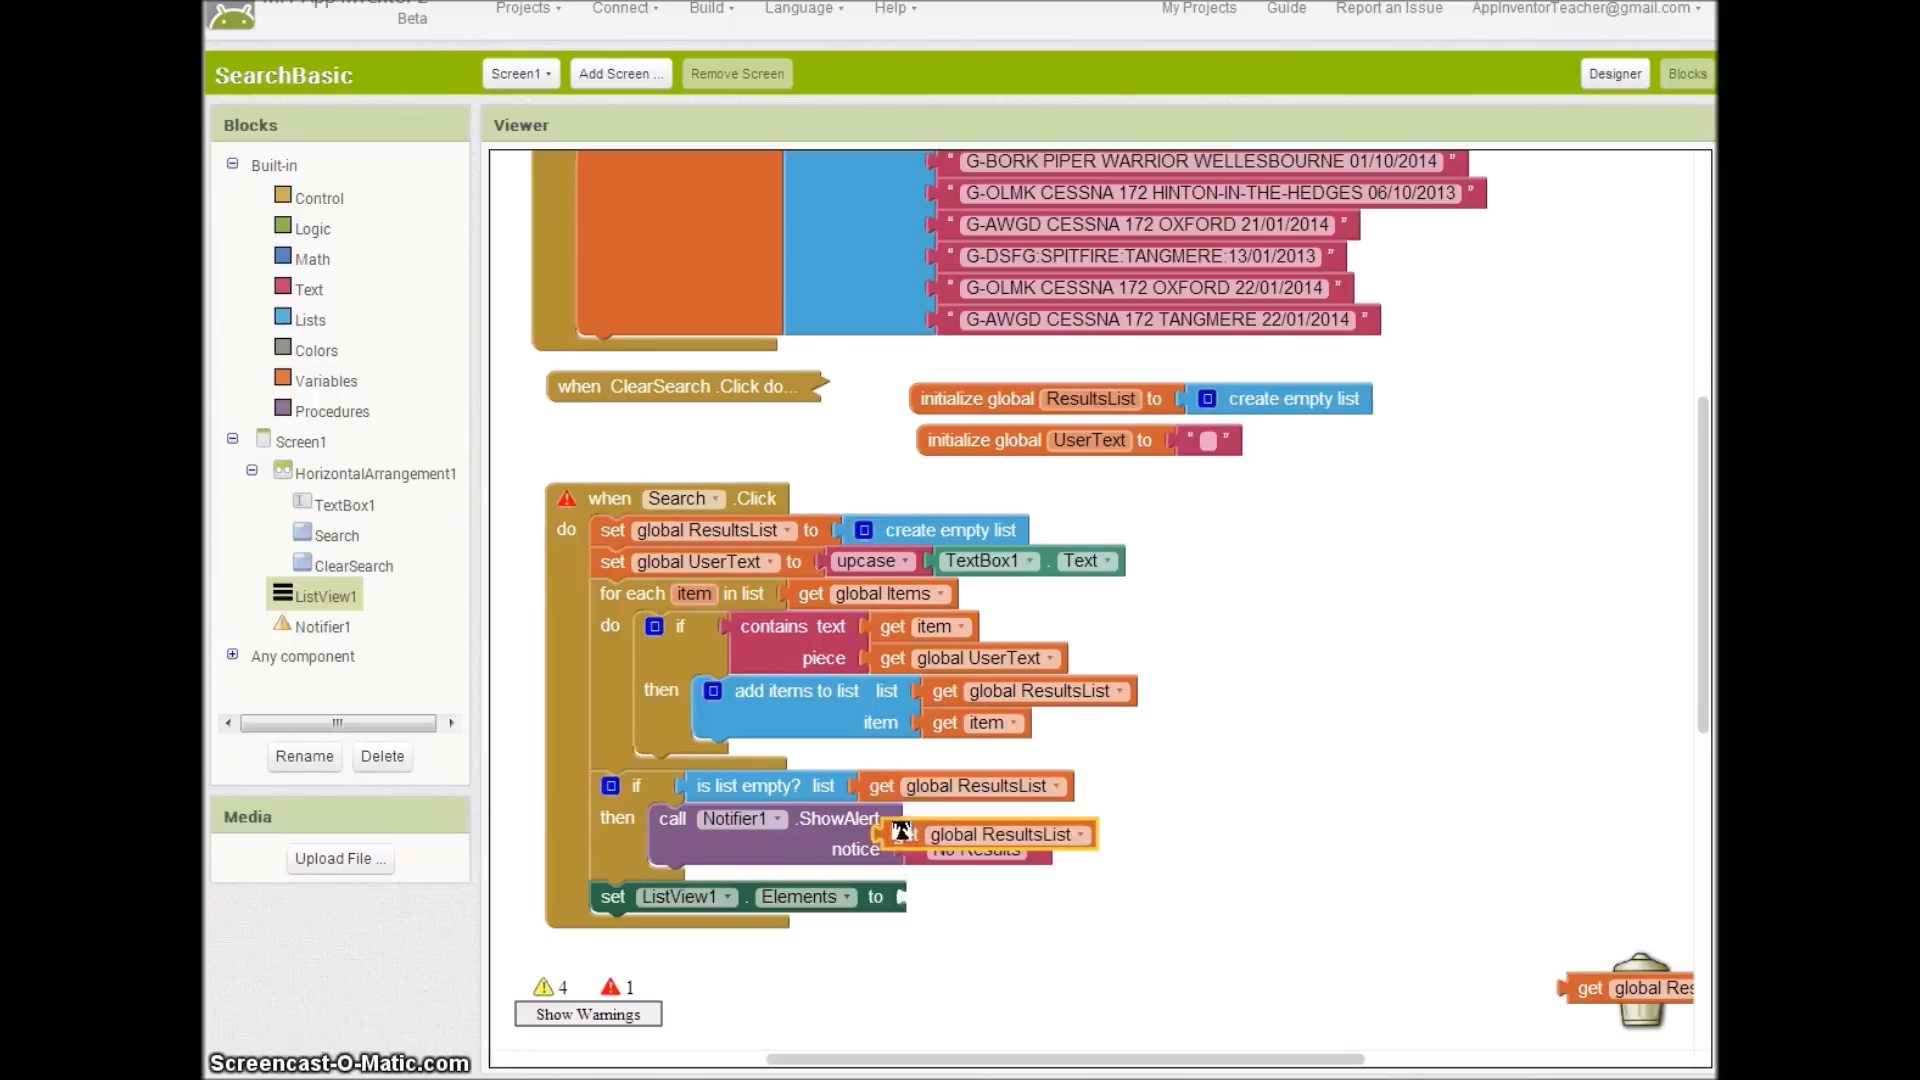 Beta
Projects
Connect
Build
Language
Help
My Projects
Guide
Report an Issue
AppInventorTeacher@gmail.com
SearchBasic
Screen1
Add Screen ...
Remove Screen
Designer
Blocks
Blocks
Viewer
Built-in
Control
Logic
Math
Text
Lists
Colors
Variables
Procedures
Screen1
HorizontalArrangement1
TextBox1
Search
ClearSearch
ListView1
Notifier1
Any component
Rename
Delete
Media
Upload File ...
" G-BORK PIPER WARRIOR WELLESBOURNE 01/10/2014 "
" G-OLMK CESSNA 172 HINTON-IN-THE-HEDGES 06/10/2013 "
" G-AWGD CESSNA 172 OXFORD 21/01/2014 "
" G-DSFG:SPITFIRE:TANGMERE:13/01/2013 "
" G-OLMK CESSNA 172 OXFORD 22/01/2014 "
" G-AWGD CESSNA 172 TANGMERE 22/01/2014 "
when ClearSearch .Click do...
initialize global ResultsList to create empty list
initialize global UserText to " "
when Search .Click
do set global ResultsList to create empty list
set global UserText to upcase TextBox1 . Text
for each item in list get global Items
do if contains text get item
piece get global UserText
then add items to list list get global ResultsList
item get item
if is list empty? list get global ResultsList
then call Notifier1 .ShowAlert
global ResultsList
notice No Results
set ListView1 . Elements to
get global Res
4 1
Show Warnings
Screencast-O-Matic.com